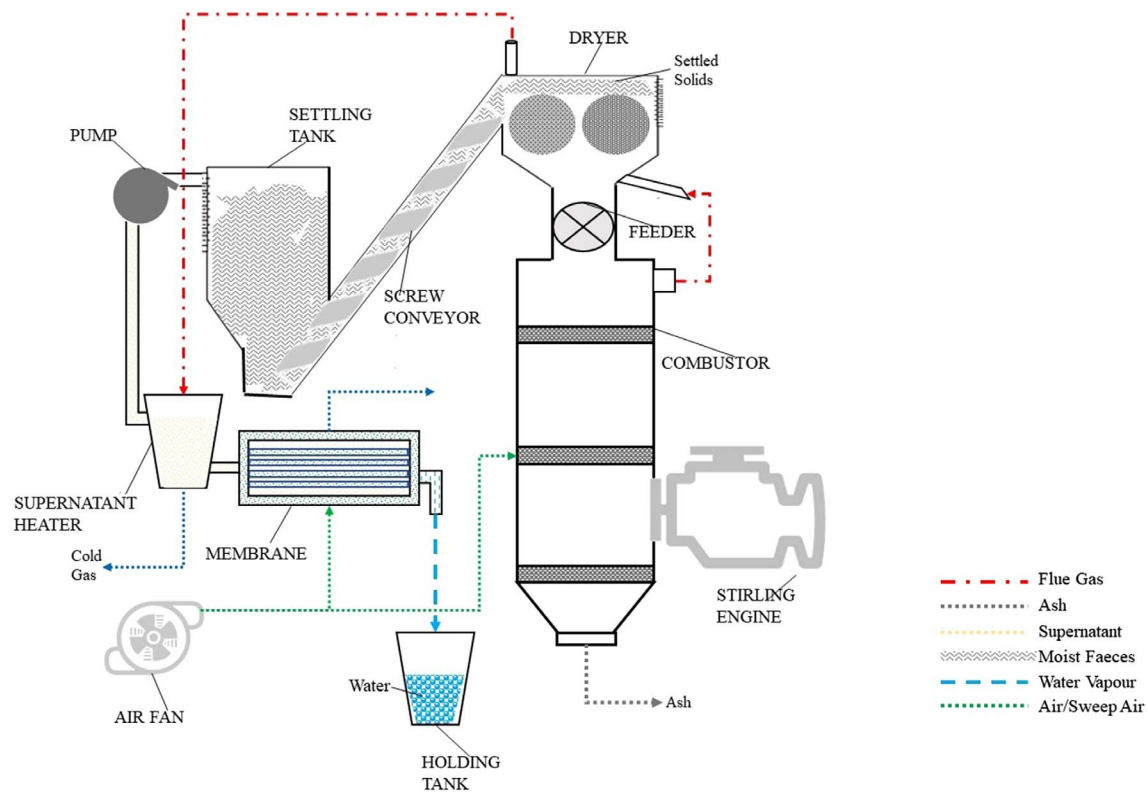 DRYER
Settled
Solids
SETTLING
TANK
PUMP
FEEDER
SCREW
CONVEYOR
COMBUSTOR
SUPERNATANT
HEATER
MEMBRANE
Cold
Gas
STIRLING
ENGINE
AIR FAN
Water
Ash
HOLDING
TANK
Flue Gas
Ash
Supernatant
Moist Faeces
Water Vapour
Air/Sweep Air